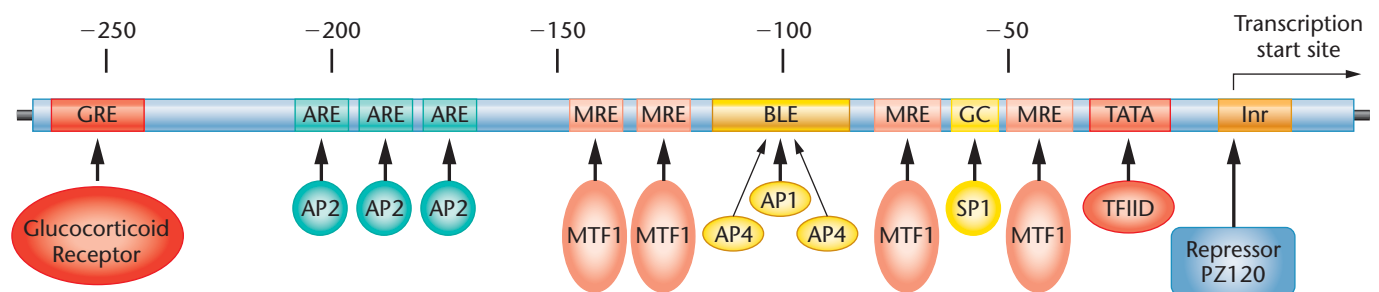 −250 −200 −150 −100 −50 Transcription
start site
GRE ARE ARE ARE MRE MRE BLE MRE GC MRE TATA Inr
Glucocorticoid
Receptor
AP2 AP2 AP2 MTF1 MTF1 AP4 AP1 AP4 MTF1 SP1 MTF1 TFIID
Repressor
PZ120